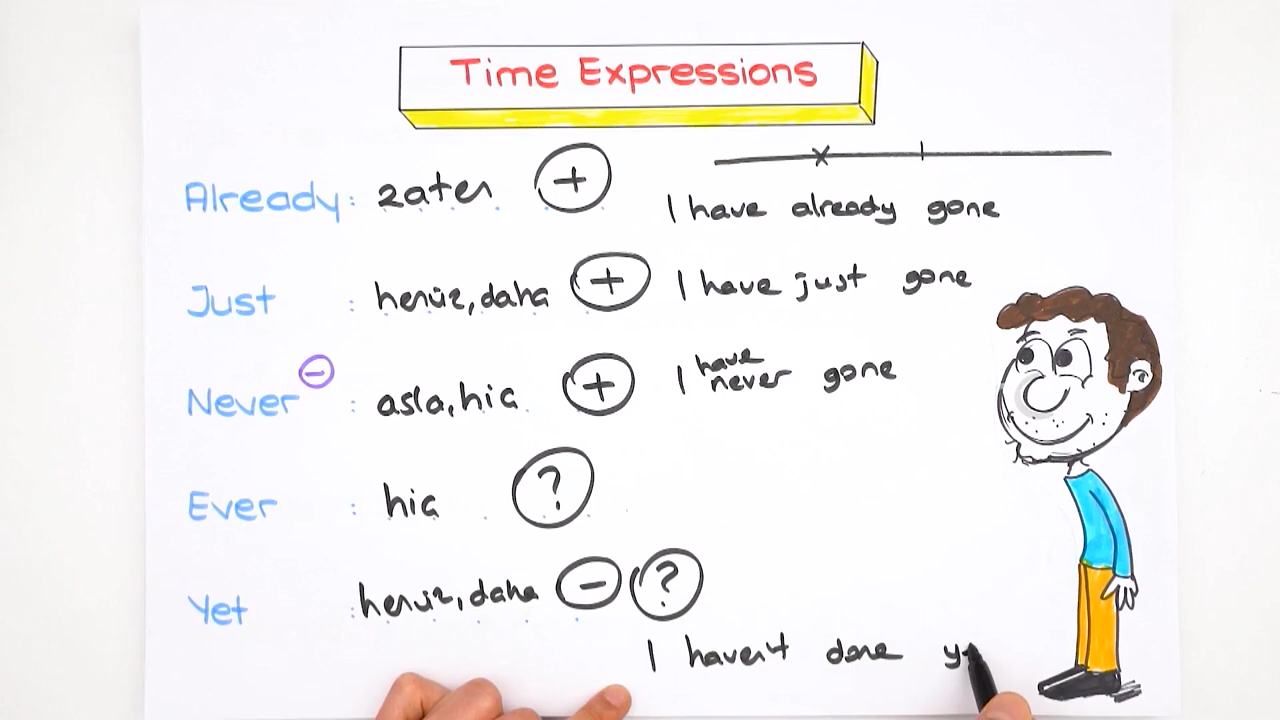 Time Expressions
Already: zaten + I have already gone
Just : henüz, daha + I have just gone
Never - : asla, hiç + I have never gone
Ever : hiç ?
Yet : henüz, daha - ?
I haven't done y